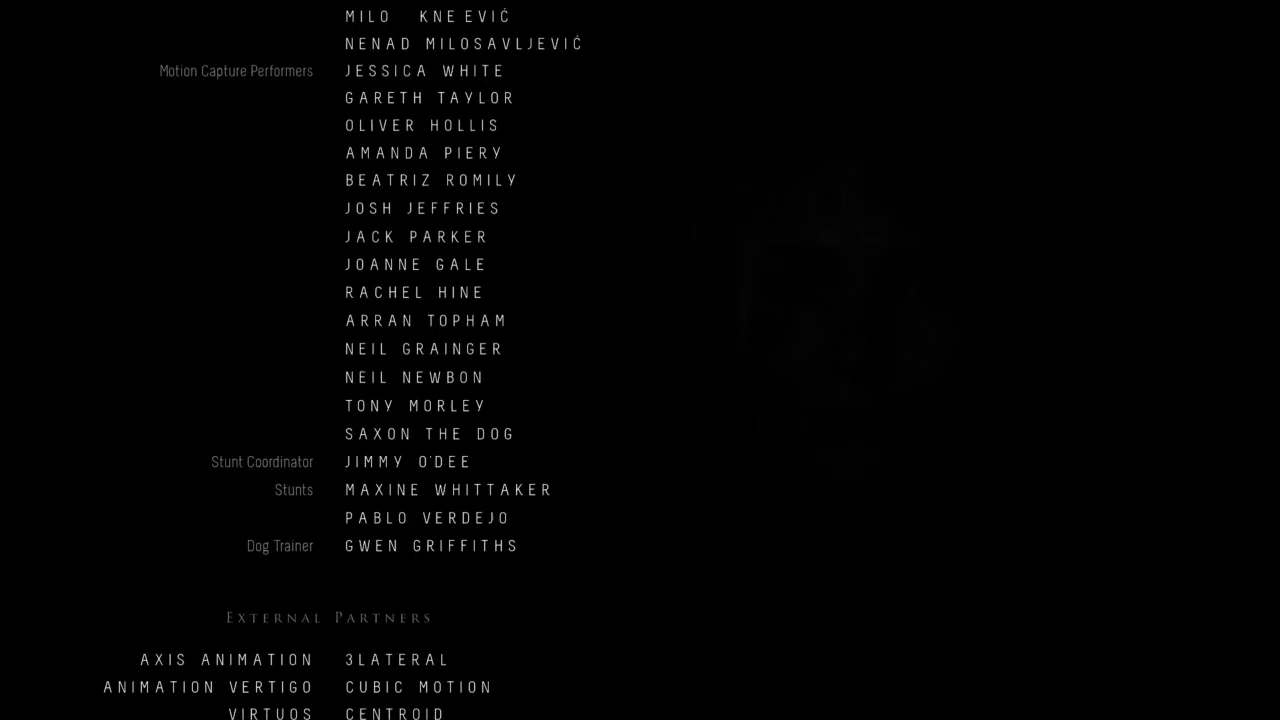 MILO KNE EVIĆ
NENAD MILOSAVLJEVIĆ
Motion Capture Performers JESSICA WHITE
GARETH TAYLOR
OLIVER HOLLIS
AMANDA PIERY
BEATRIZ ROMILY
JOSH JEFFRIES
JACK PARKER
JOANNE GALE
RACHEL HINE
ARRAN TOPHAM
NEIL GRAINGER
NEIL NEWBON
TONY MORLEY
SAXON THE DOG
Stunt Coordinator JIMMY O'DEE
Stunts MAXINE WHITTAKER
PABLO VERDEJO
Dog Trainer GWEN GRIFFITHS
External Partners
AXIS ANIMATION 3LATERAL
ANIMATION VERTIGO CUBIC MOTION
VIRTUOS CENTROID